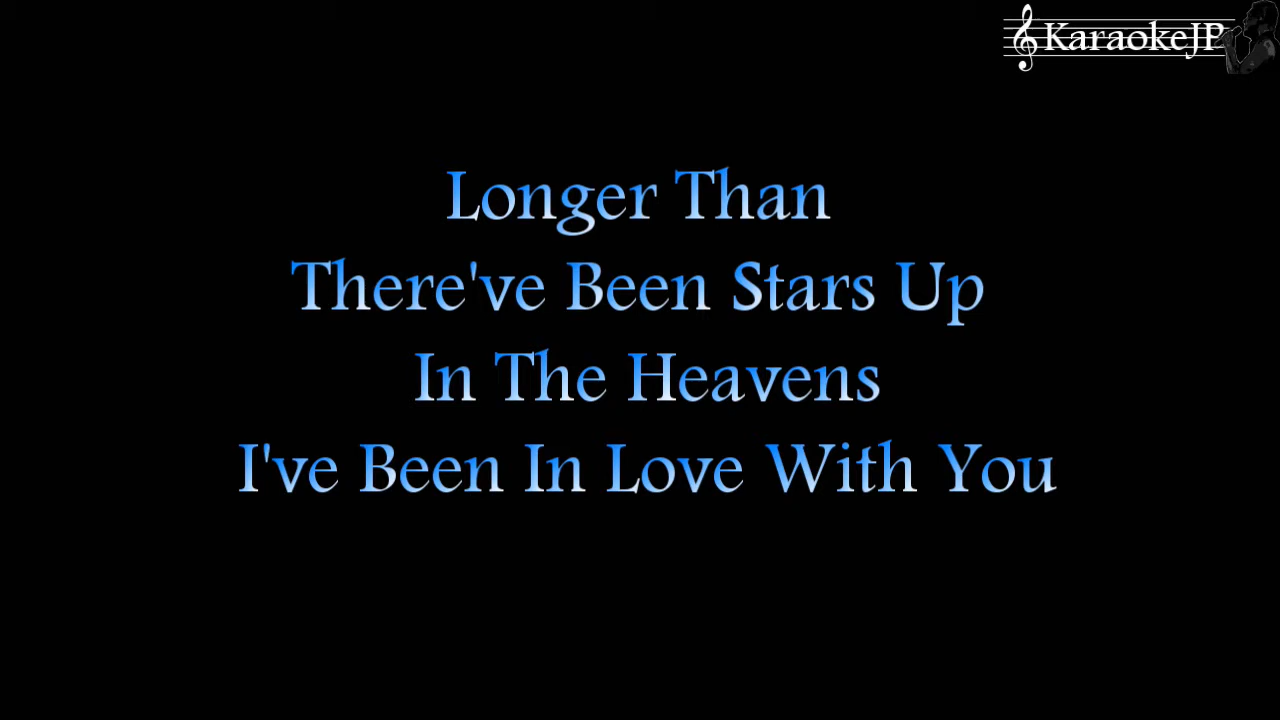 KaraokeJP
Longer Than
There've Been Stars Up
In The Heavens
I've Been In Love With You